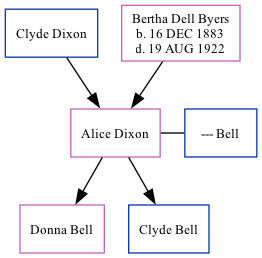 Clyde Dixon
Bertha Dell Byers
b. 16 DEC 1883
d. 19 AUG 1922
Alice Dixon
--- Bell
Donna Bell
Clyde Bell